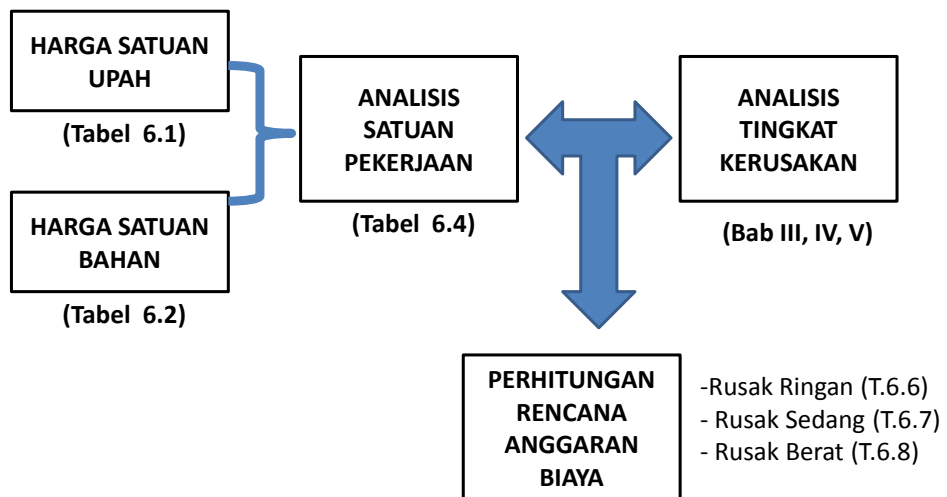 HARGA SATUAN
UPAH
(Tabel 6.1)
HARGA SATUAN
BAHAN
(Tabel 6.2)
ANALISIS
SATUAN
PEKERJAAN
(Tabel 6.4)
ANALISIS
TINGKAT
KERUSAKAN
(Bab III, IV, V)
PERHITUNGAN
RENCANA
ANGGARAN
BIAYA
-Rusak Ringan (T.6.6)
- Rusak Sedang (T.6.7)
- Rusak Berat (T.6.8)